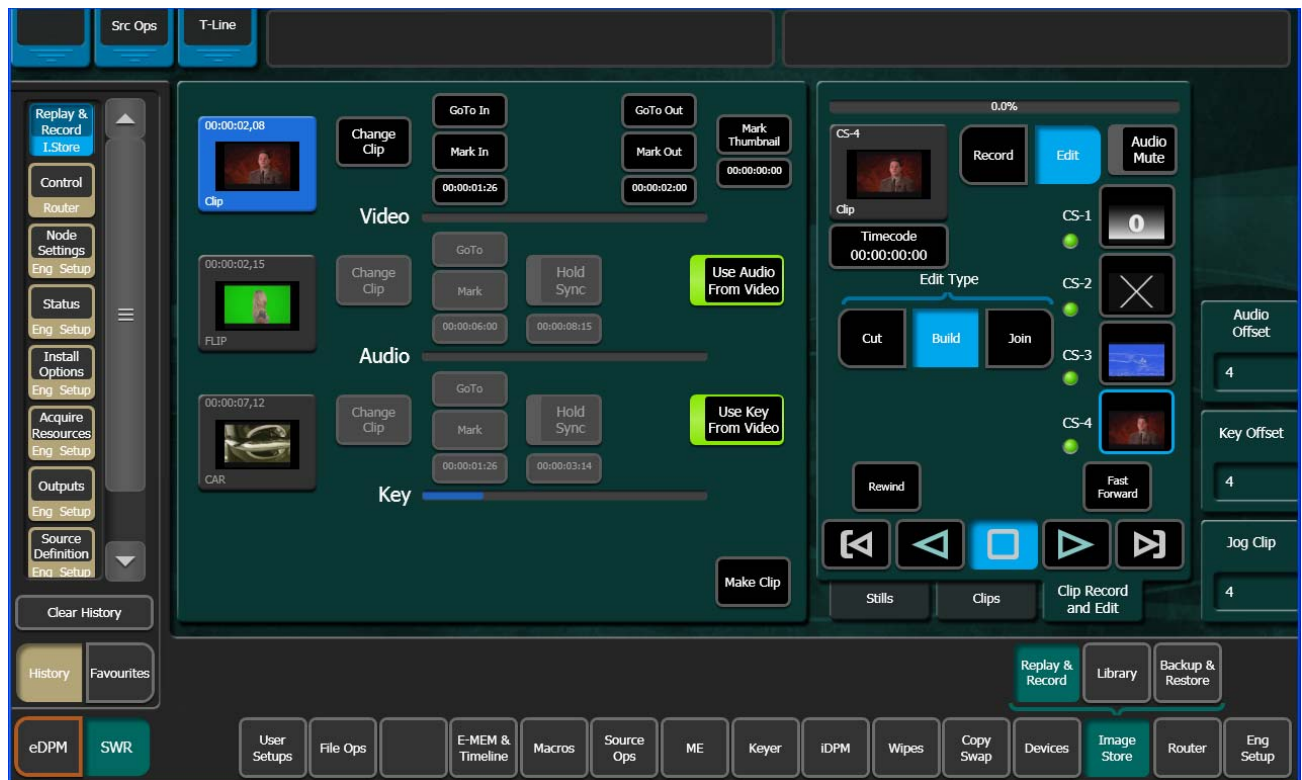 Src Ops
T-Line
Replay &
Record
I.Store
Control
Router
Node
Settings
Eng Setup
Status
Eng Setup
Install
Options
Eng Setup
Acquire
Resources
Eng Setup
Outputs
Eng Setup
Source
Definition
Eng Setup
Clear History
History
Favourites
00:00:02,08
Clip
Change
Clip
GoTo In
Mark In
00:00:01:26
GoTo Out
Mark Out
00:00:02:00
Mark
Thumbnail
00:00:00:00
Video
00:00:02,15
FLIP
Change
Clip
GoTo
Mark
00:00:06:00
Hold
Sync
00:00:08:15
Use Audio
From Video
Audio
00:00:07,12
CAR
Change
Clip
GoTo
Mark
00:00:01:26
Hold
Sync
00:00:03:14
Use Key
From Video
Key
Make Clip
0.0%
CS-4
Clip
Record
Edit
Audio
Mute
Timecode
00:00:00:00
CS-1
0
Edit Type
CS-2
Cut
Build
Join
CS-3
CS-4
Rewind
Fast
Forward
Stills
Clips
Clip Record
and Edit
Audio
Offset
4
Key Offset
4
Jog Clip
4
Replay &
Record
Library
Backup &
Restore
eDPM
SWR
User
Setups
File Ops
E-MEM &
Timeline
Macros
Source
Ops
ME
Keyer
iDPM
Wipes
Copy
Swap
Devices
Image
Store
Router
Eng
Setup